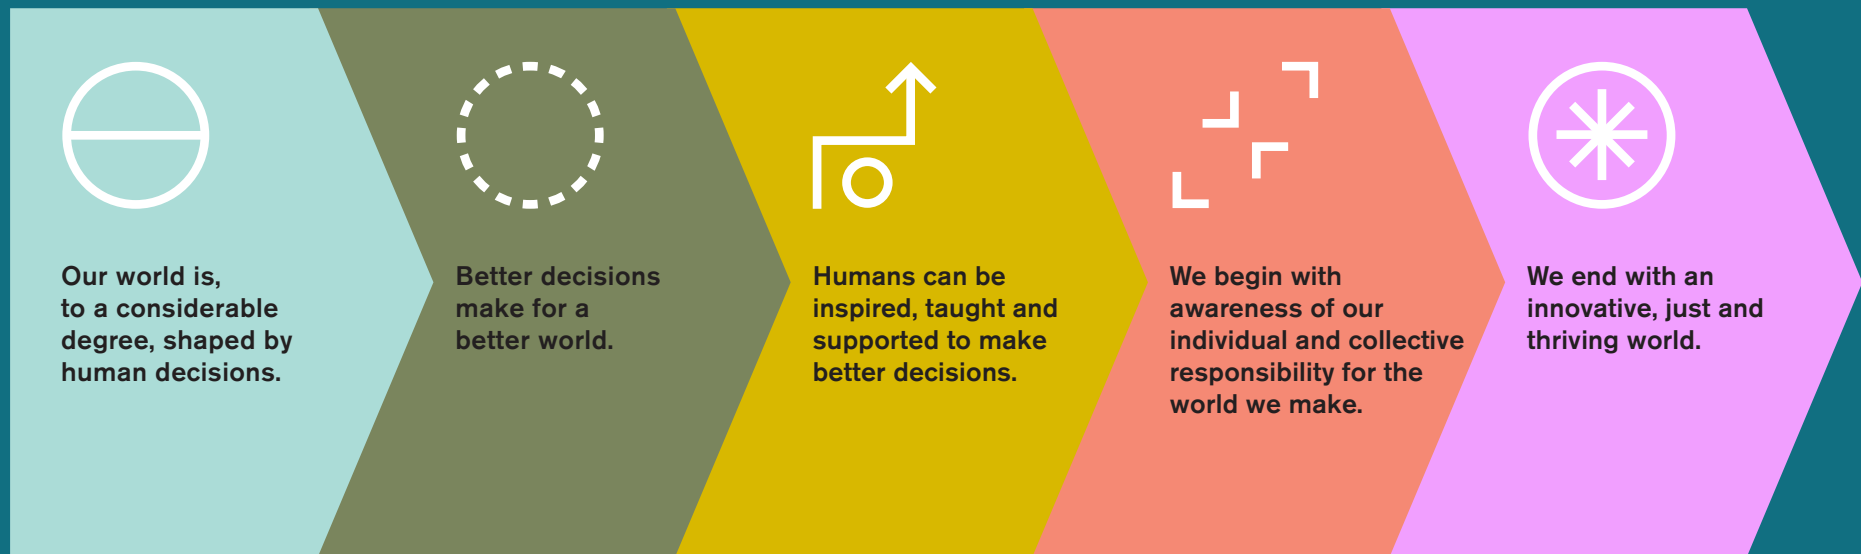 Our world is,
to a considerable
degree, shaped by
human decisions.
Better decisions
make for a
better world.
Humans can be
inspired, taught and
supported to make
better decisions.
We begin with
awareness of our
individual and collective
responsibility for the
world we make.
We end with an
innovative, just and
thriving world.